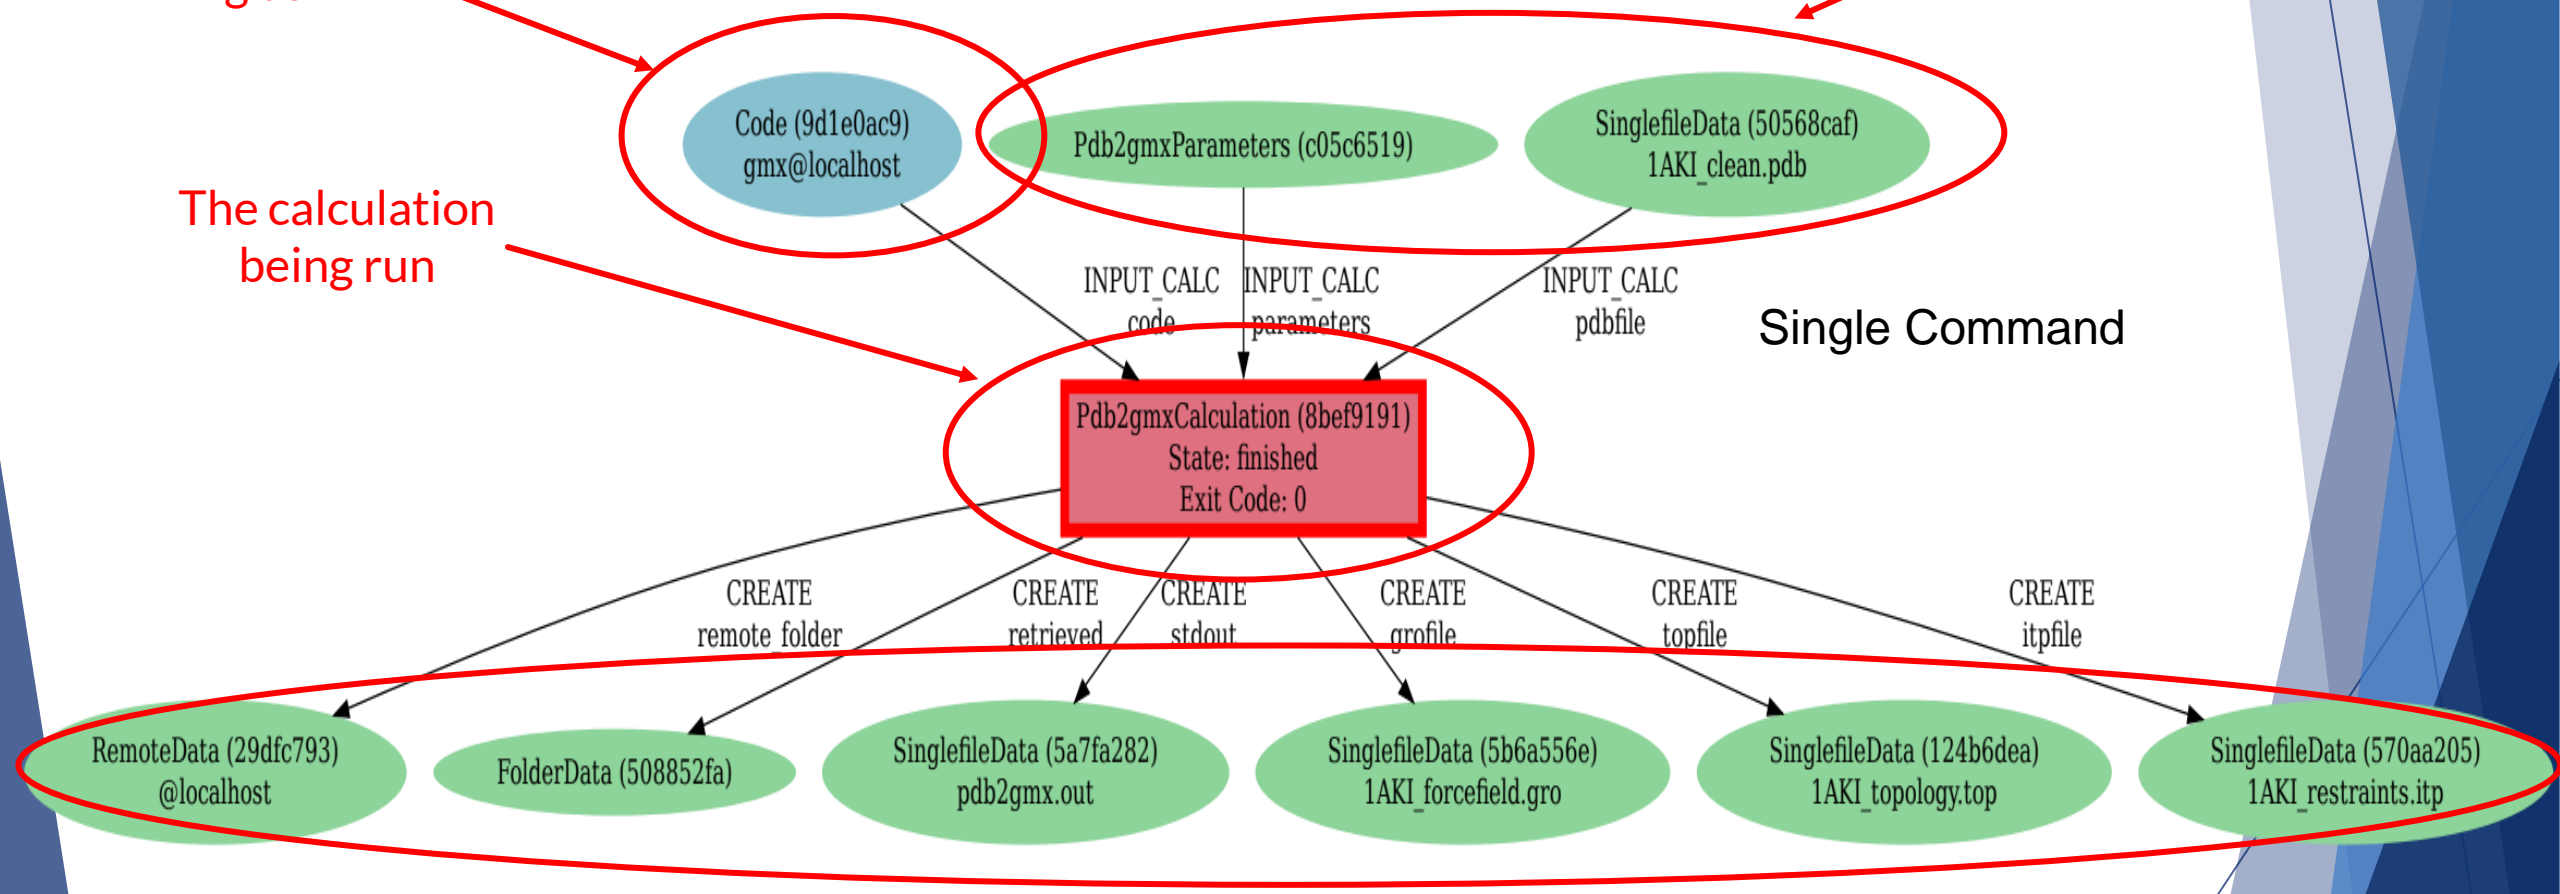 Code (9d1e0ac9)
gmx@localhost
Pdb2gmxParameters (c05c6519)
SinglefileData (50568caf)
1AKI_clean.pdb
The calculation
being run
INPUT_CALC
code
INPUT_CALC
parameters
INPUT_CALC
pdbfile
Single Command
Pdb2gmxCalculation (8bef9191)
State: finished
Exit Code: 0
CREATE
remote_folder
CREATE
retrieved
CREATE
stdout
CREATE
grofile
CREATE
topfile
CREATE
itpfile
RemoteData (29dfc793)
@localhost
FolderData (508852fa)
SinglefileData (5a7fa282)
pdb2gmx.out
SinglefileData (5b6a556e)
1AKI_forcefield.gro
SinglefileData (124b6dea)
1AKI_topology.top
SinglefileData (570aa205)
1AKI_restraints.itp